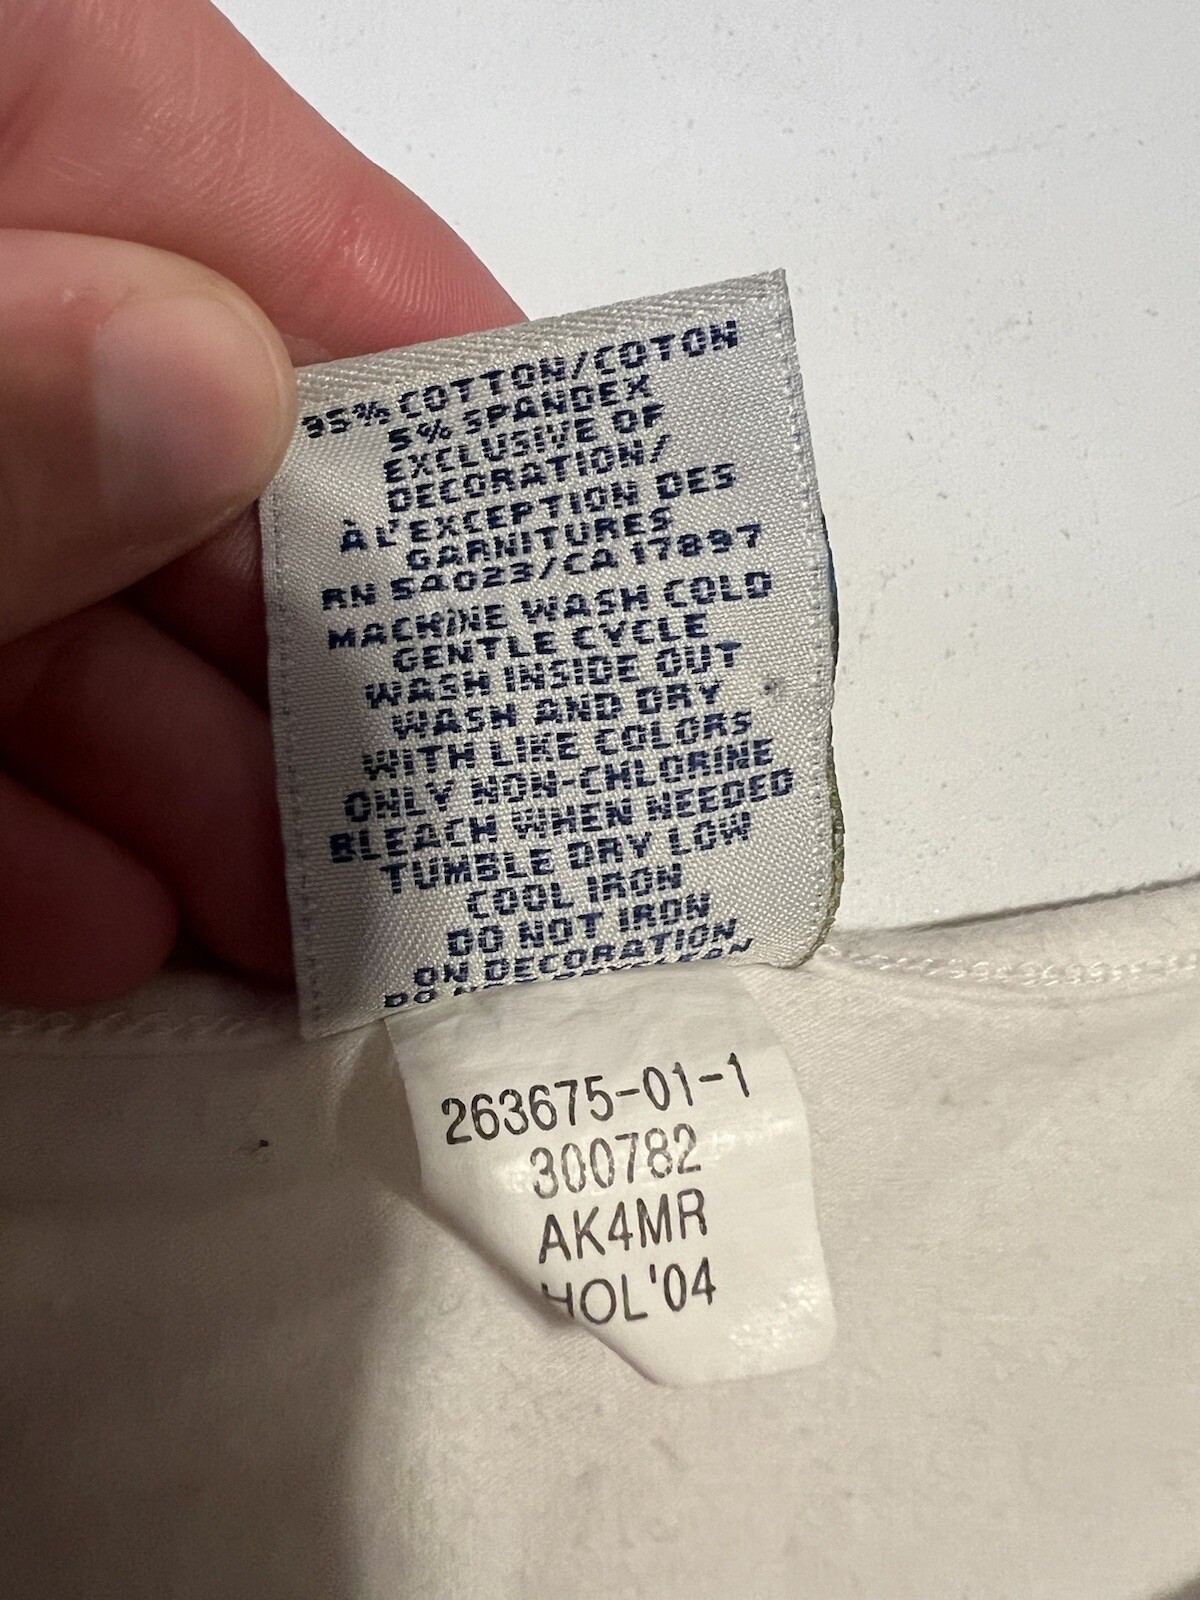 95% COTTON/COTON
5% SPANDEX
EXCLUSIVE OF
DECORATION/
À L'EXCEPTION DES
GARNITURES
RN 54023/CA 17897
MACHINE WASH COLD
GENTLE CYCLE
WASH INSIDE OUT
WASH AND DRY
WITH LIKE COLORS
ONLY NON-CHLORINE
BLEACH WHEN NEEDED
TUMBLE DRY LOW
COOL IRON
DO NOT IRON
ON DECORATION
DO NOT
263675-01-1
300782
AK4MR
HOL'04